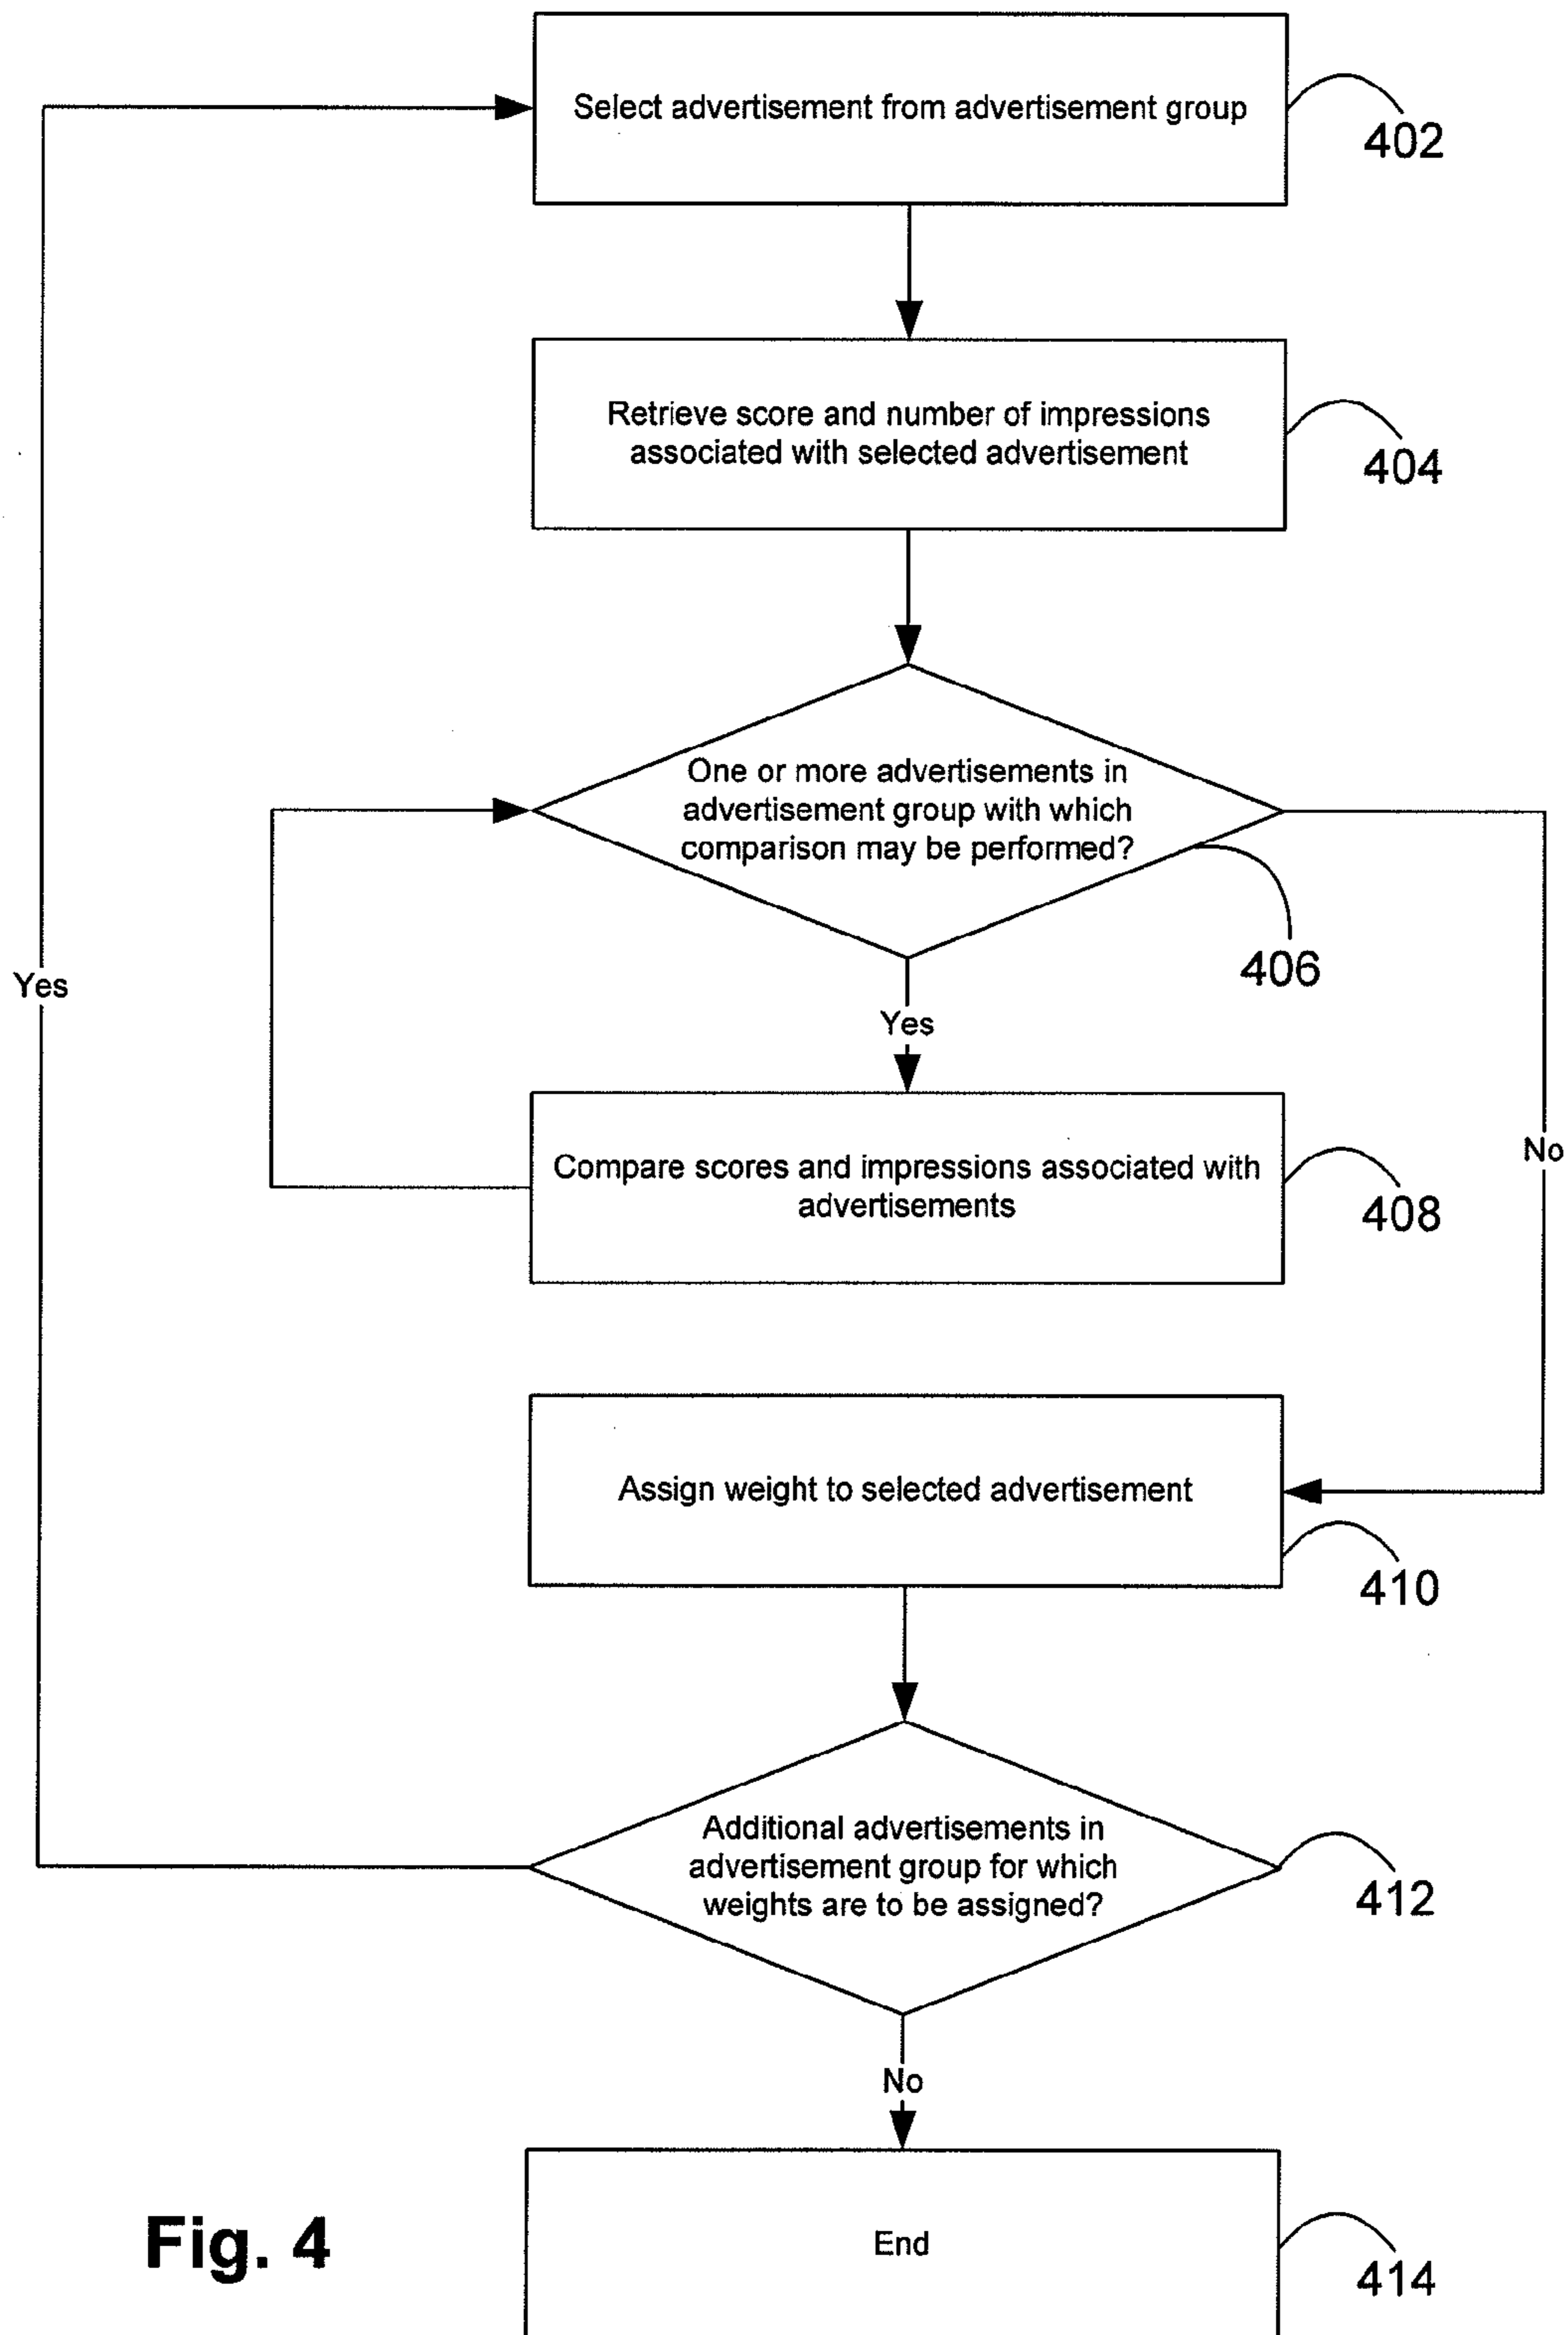 Select advertisement from advertisement group
402
Retrieve score and number of impressions
associated with selected advertisement
404
One or more advertisements in
advertisement group with which
comparison may be performed?
406
Yes
Yes
Compare scores and impressions associated with
advertisements
408
No
Assign weight to selected advertisement
410
Additional advertisements in
advertisement group for which
weights are to be assigned?
412
No
End
414
Fig. 4